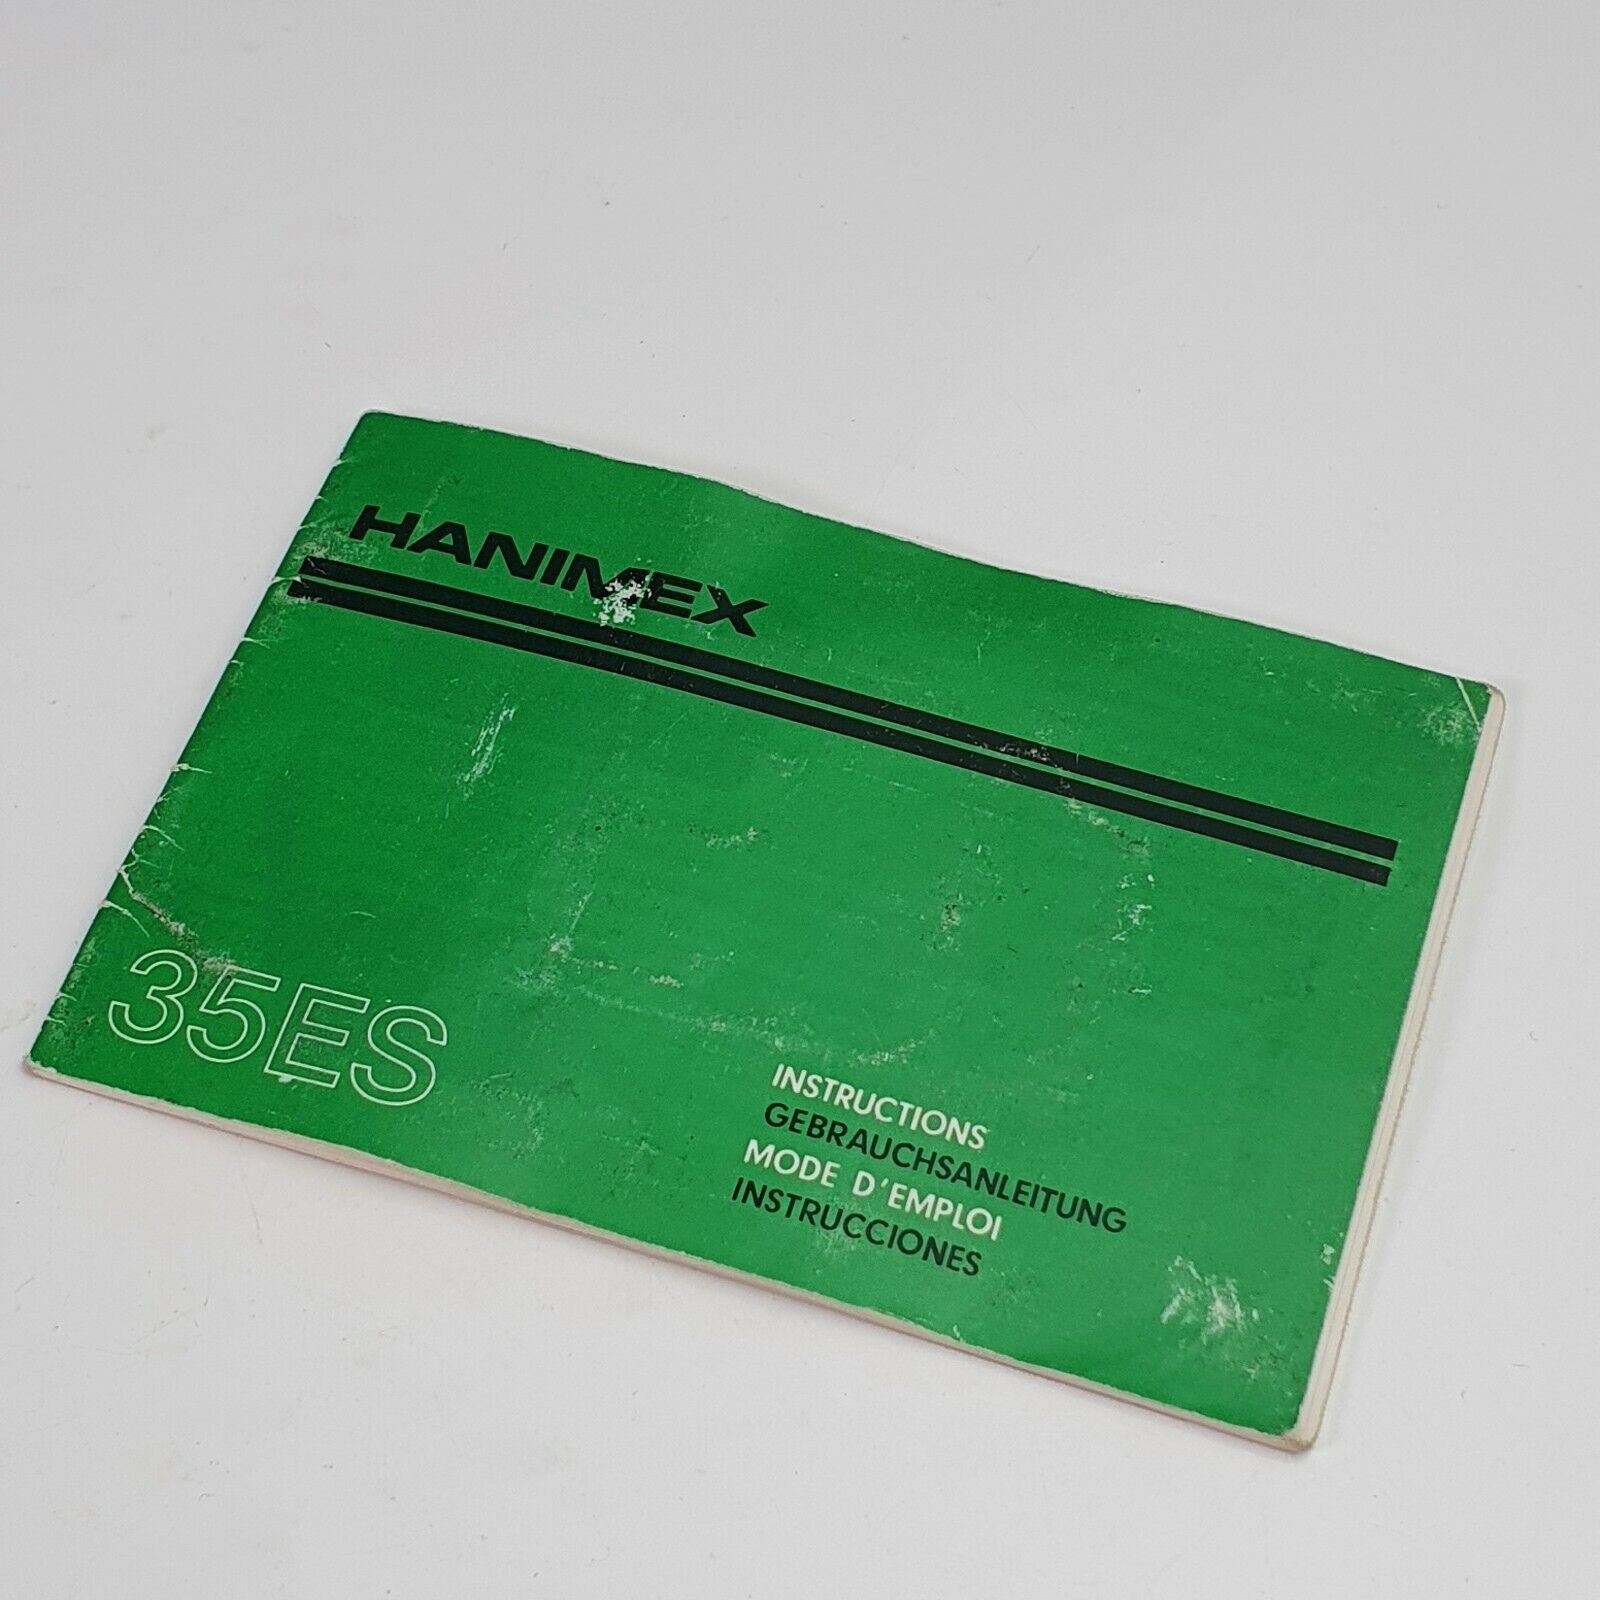 HANIMEX
35ES
INSTRUCTIONS
GEBRAUCHSANLEITUNG
MODE D'EMPLOI
INSTRUCCIONES